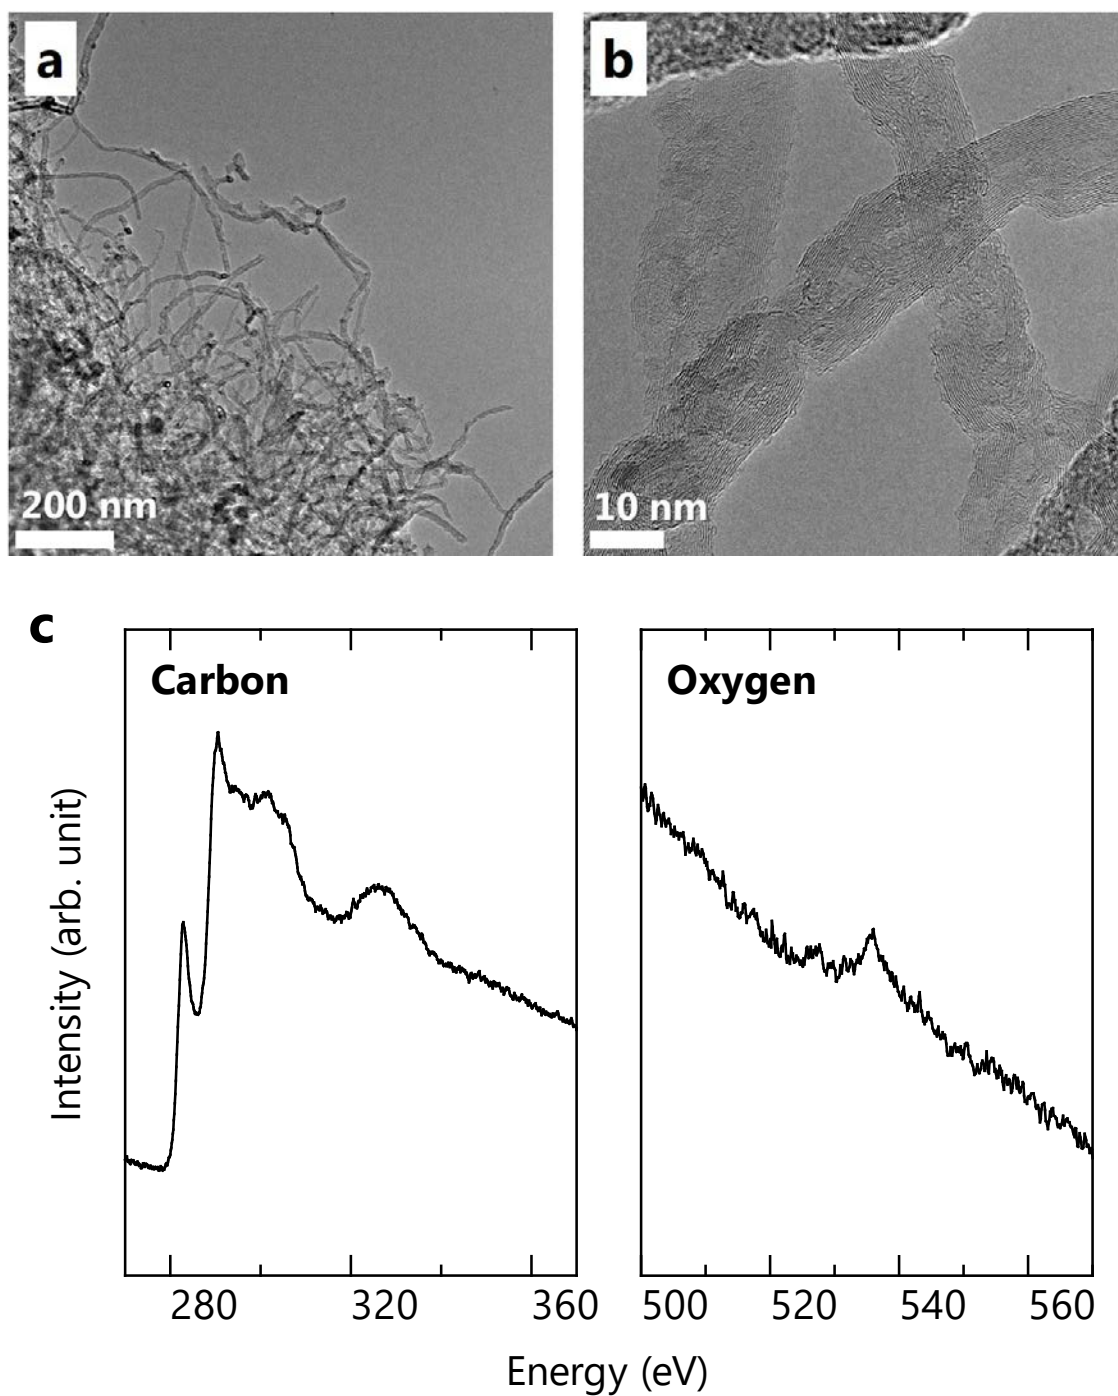 a
b
200 nm
10 nm
c
Carbon
Oxygen
Intensity (arb. unit)
280 320 360
500 520 540 560
Energy (eV)